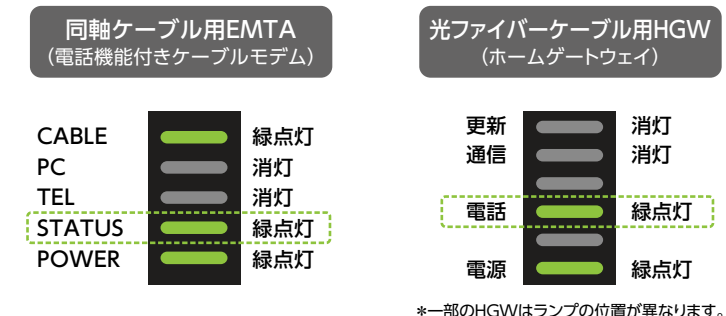 同軸ケーブル用EMTA
（電話機能付きケーブルモデム）
CABLE 緑点灯
PC 消灯
TEL 消灯
STATUS 緑点灯
POWER 緑点灯
光ファイバーケーブル用HGW
（ホームゲートウェイ）
更新 消灯
通信 消灯
電話 緑点灯
電源 緑点灯
*一部のHGWはランプの位置が異なります。